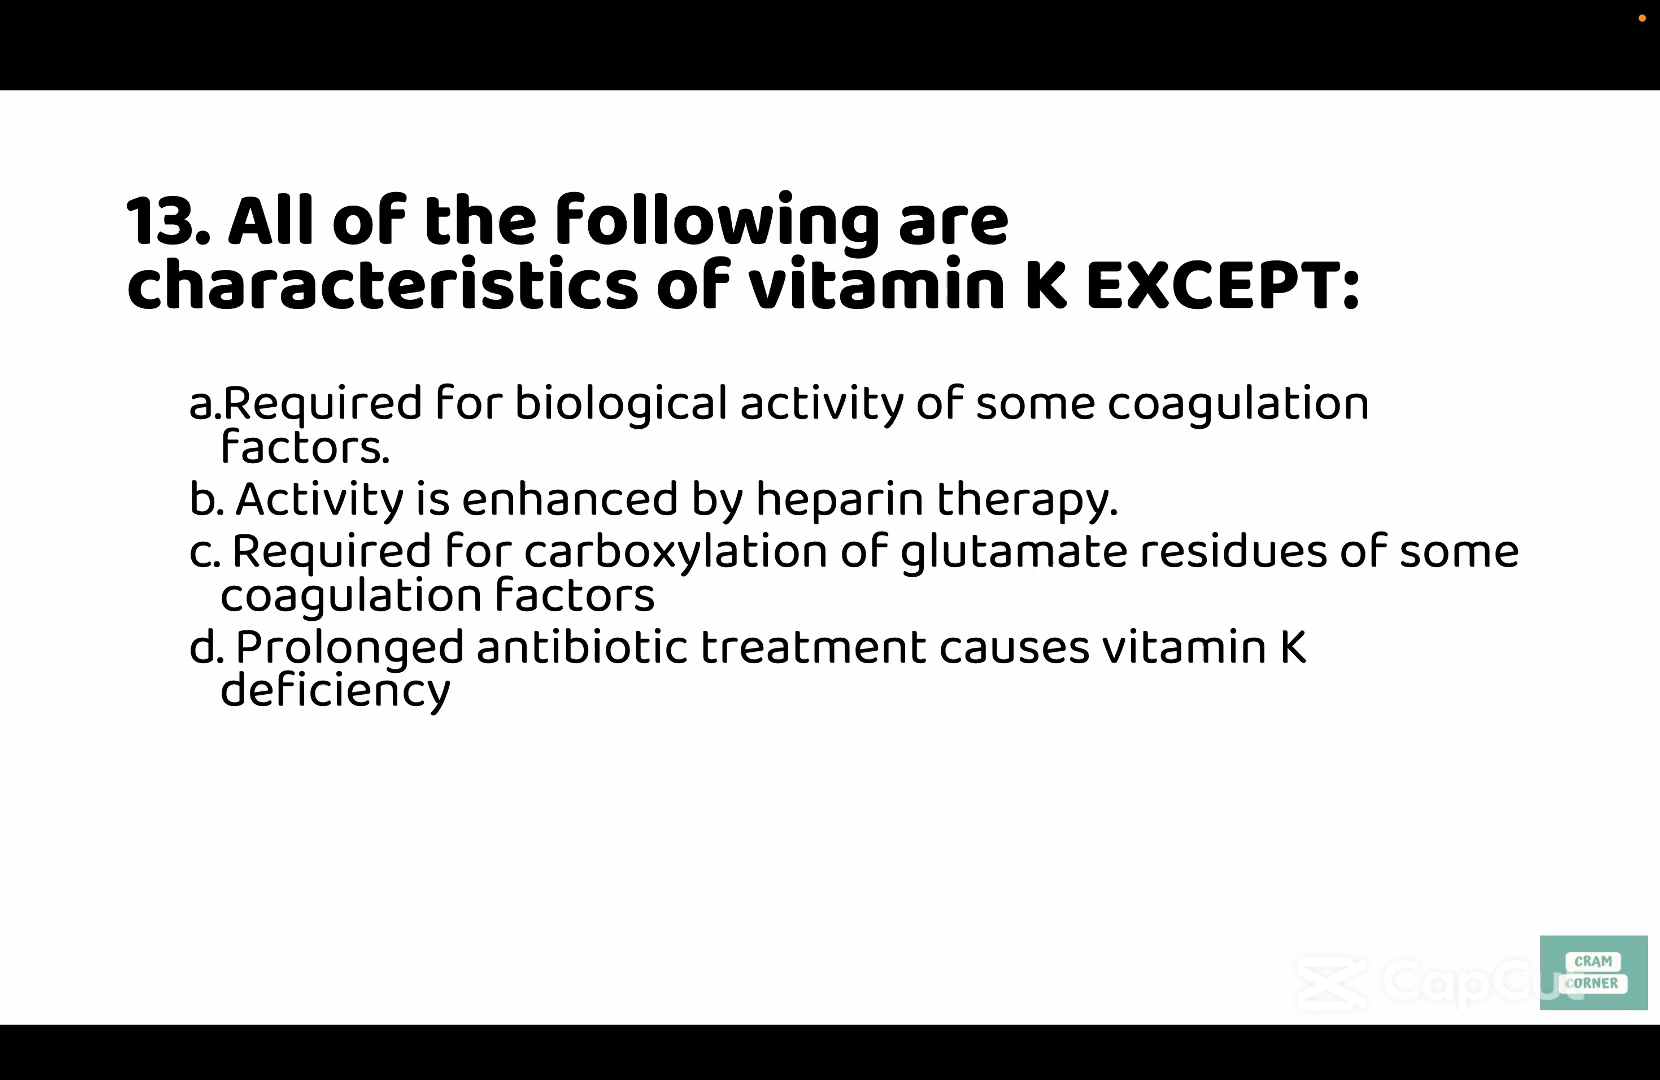 13. All of the following are
characteristics of vitamin K EXCEPT:
a.Required for biological activity of some coagulation
factors.
b. Activity is enhanced by heparin therapy.
c. Required for carboxylation of glutamate residues of some
coagulation factors
d. Prolonged antibiotic treatment causes vitamin K
deficiency
CapCut
CRAM
CORNER